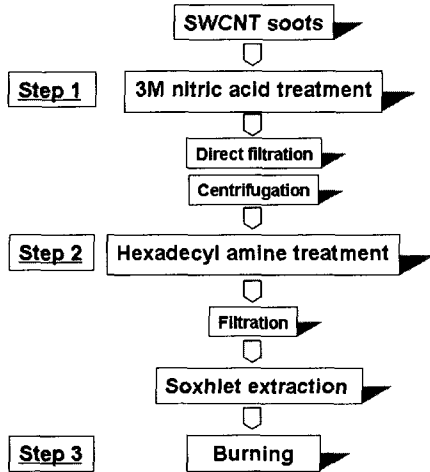 SWCNT soots
Step 1 3M nitric acid treatment
Direct filtration
Centrifugation
Step 2 Hexadecyl amine treatment
Filtration
Soxhlet extraction
Step 3 Burning